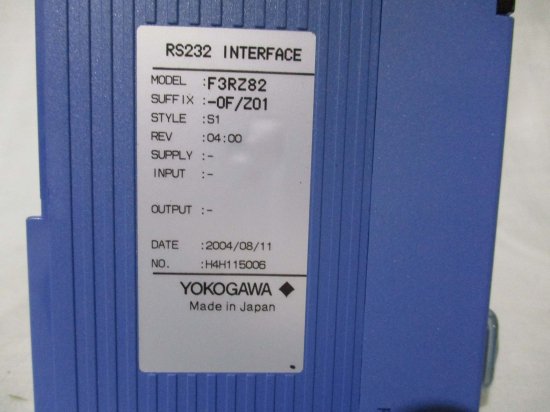 RS232 INTERFACE
MODEL :F3RZ82
SUFFIX :-0F/Z01
STYLE :S1
REV :04:00
SUPPLY :-
INPUT :-
OUTPUT :-
DATE :2004/08/11
NO. :H4H115006
YOKOGAWA
Made in Japan